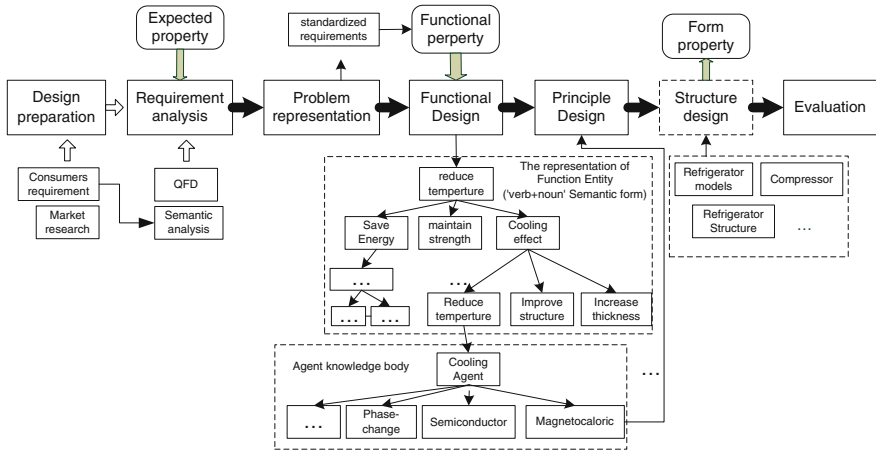 Expected
property
standardized
requirements
Functional
perperty
Form
property
Design
preparation
Requirement
analysis
Problem
representation
Functional
Design
Principle
Design
Structure
design
Evaluation
Consumers
requirement
Market
research
QFD
Semantic
analysis
The representation of
Function Entity
('verb+noun' Semantic form)
reduce
temperture
Save
Energy
maintain
strength
Cooling
effect
...
...
...
...
Reduce
temperture
Improve
structure
Increase
thickness
Refrigerator
models
Compressor
Refrigerator
Structure
...
Agent knowledge body
Cooling
Agent
...
...
Phase-
change
Semiconductor
Magnetocaloric